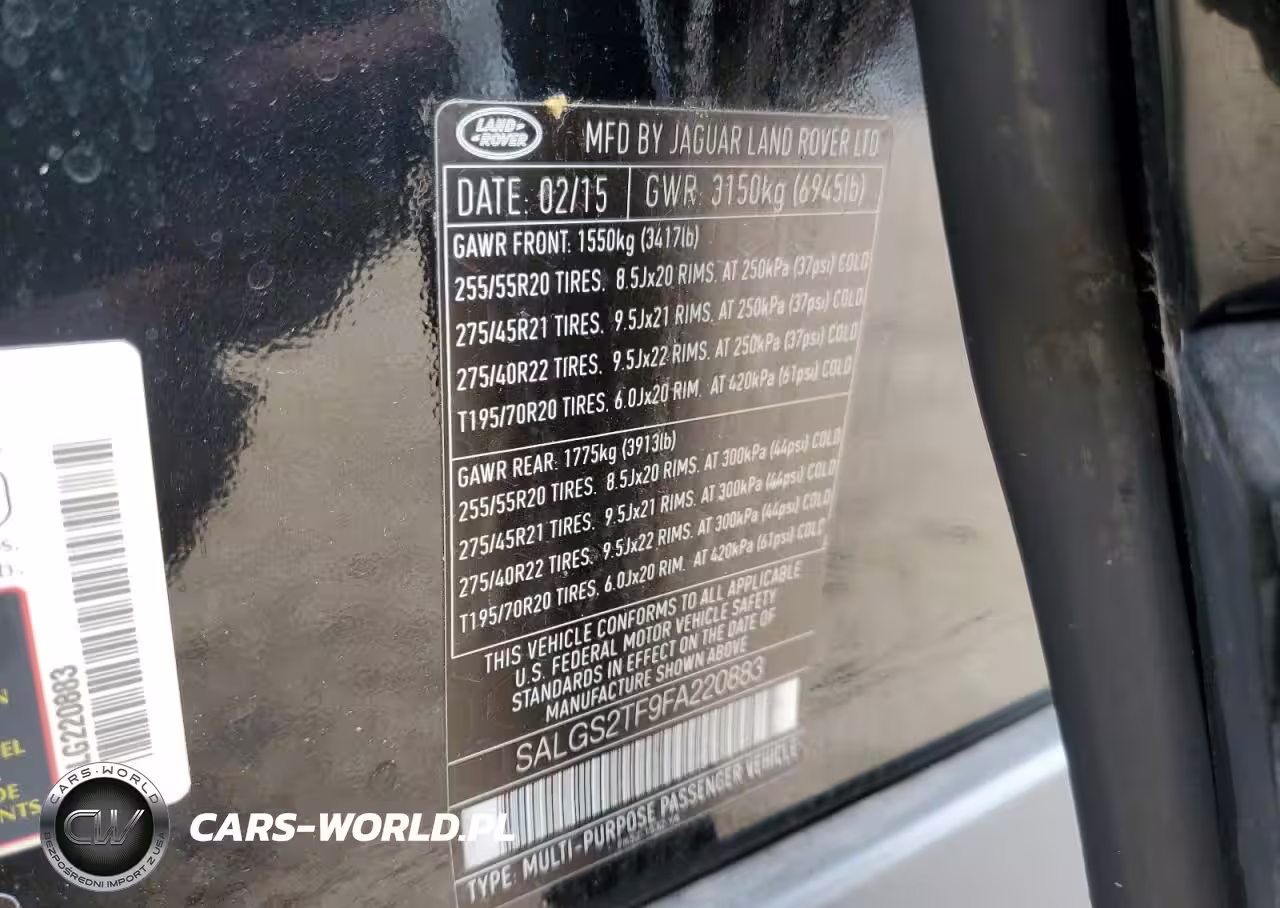 LAND-
-ROVER
MFD BY JAGUAR LAND ROVER LTD
DATE: 02/15 GWR: 3150kg (6945lb)
GAWR FRONT: 1550kg (3417lb)
255/55R20 TIRES. 8.5Jx20 RIMS. AT 250kPa (37psi) COLD
275/45R21 TIRES. 9.5Jx21 RIMS. AT 250kPa (37psi) COLD
275/40R22 TIRES. 9.5Jx22 RIMS. AT 250kPa (37psi) COLD
T195/70R20 TIRES. 6.0Jx20 RIM. AT 420kPa (61psi) COLD
GAWR REAR: 1775kg (3913lb)
255/55R20 TIRES. 8.5Jx20 RIMS. AT 300kPa (44psi) COLD
275/45R21 TIRES. 9.5Jx21 RIMS. AT 300kPa (44psi) COLD
275/40R22 TIRES. 9.5Jx22 RIMS. AT 300kPa (44psi) COLD
T195/70R20 TIRES. 6.0Jx20 RIM. AT 420kPa (61psi) COLD
THIS VEHICLE CONFORMS TO ALL APPLICABLE
U.S. FEDERAL MOTOR VEHICLE SAFETY
STANDARDS IN EFFECT ON THE DATE OF
MANUFACTURE SHOWN ABOVE
SALGS2TF9FA220883
TYPE: MULTI-PURPOSE PASSENGER VEHICLE
LG220883
CARS-WORLD
CW
BEZPOŚREDNI IMPORT Z USA
CARS-WORLD.PL